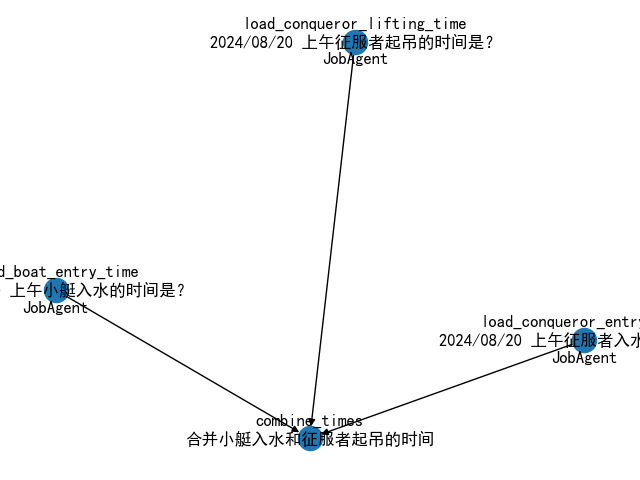 load_conqueror_lifting_time
2024/08/20 上午征服者起吊的时间是?
JobAgent
d_boat_entry_time
上午小艇入水的时间是?
JobAgent
load_conqueror_entry
2024/08/20 上午征服者入水
JobAgent
combine_times
合并小艇入水和征服者起吊的时间